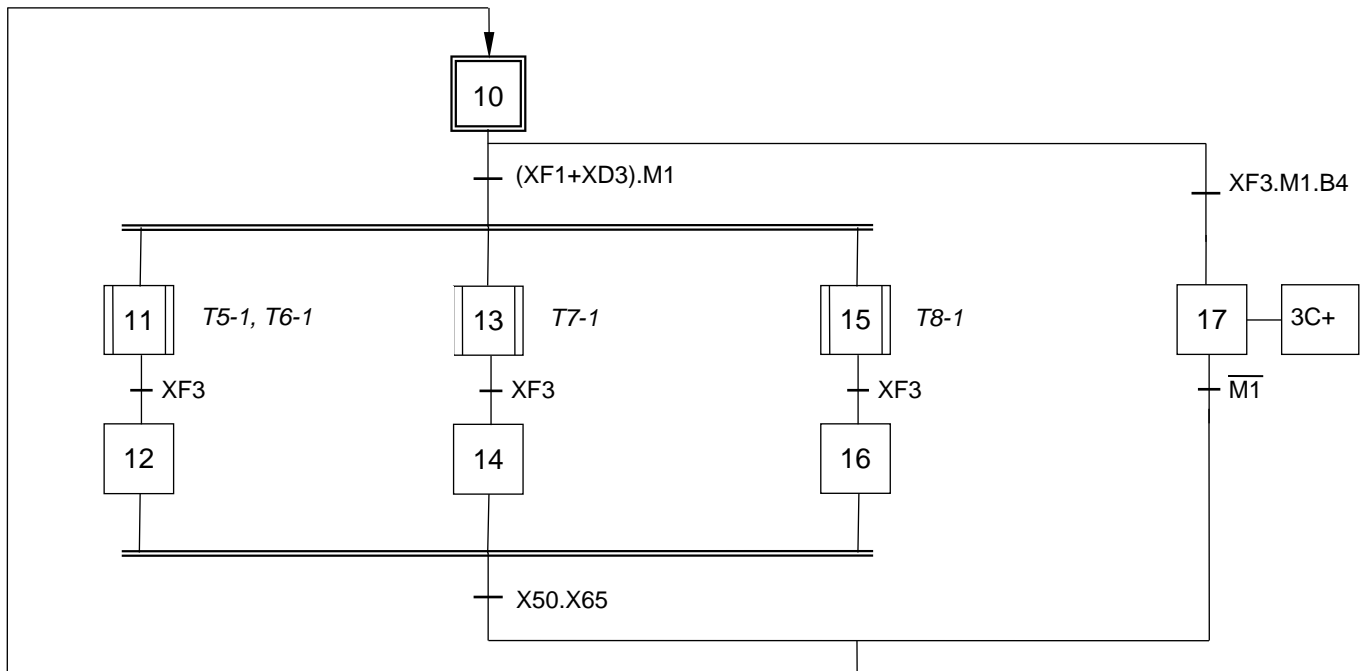 10
(XF1+XD3).M1
XF3.M1.B4
11
T5-1, T6-1
13
T7-1
15
T8-1
17
3C+
XF3
XF3
XF3
M̅1̅
12
14
16
X50.X65